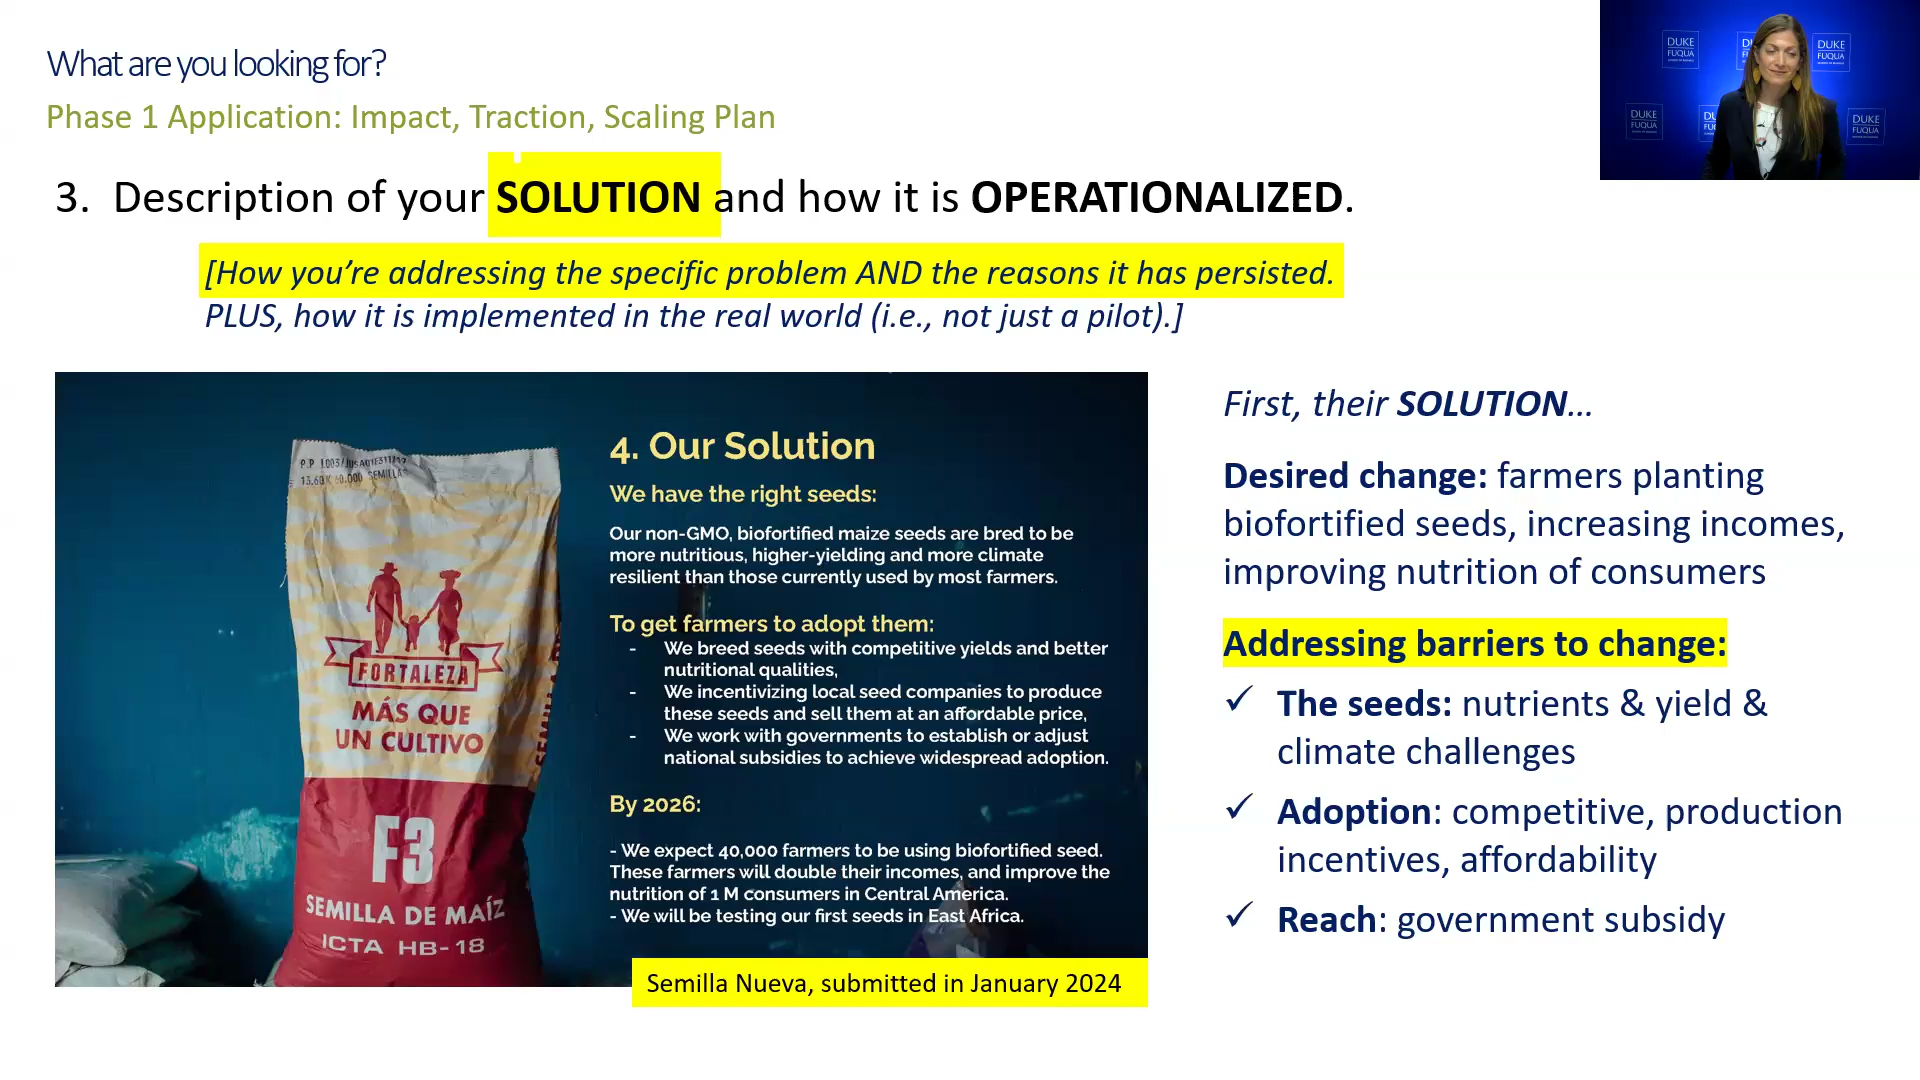 What are you looking for?
Phase 1 Application: Impact, Traction, Scaling Plan
3. Description of your SOLUTION and how it is OPERATIONALIZED.
[How you're addressing the specific problem AND the reasons it has persisted.
PLUS, how it is implemented in the real world (i.e., not just a pilot).]
DUKE
FUQUA
DUKE
FUQUA
DUKE
FUQUA
DUKE
FUQUA
13.60 K 60.000 SEMILLAS
FORTALEZA
MÁS QUE
UN CULTIVO
F3
SEMILLA DE MAÍZ
ICTA HB-18
4. Our Solution
We have the right seeds:
Our non-GMO, biofortified maize seeds are bred to be
more nutritious, higher-yielding and more climate
resilient than those currently used by most farmers.
To get farmers to adopt them:
- We breed seeds with competitive yields and better
nutritional qualities,
- We incentivizing local seed companies to produce
these seeds and sell them at an affordable price,
- We work with governments to establish or adjust
national subsidies to achieve widespread adoption.
By 2026:
- We expect 40,000 farmers to be using biofortified seed.
These farmers will double their incomes, and improve the
nutrition of 1 M consumers in Central America.
- We will be testing our first seeds in East Africa.
Semilla Nueva, submitted in January 2024
First, their SOLUTION...
Desired change: farmers planting
biofortified seeds, increasing incomes,
improving nutrition of consumers
Addressing barriers to change:
✓ The seeds: nutrients & yield &
climate challenges
✓ Adoption: competitive, production
incentives, affordability
✓ Reach: government subsidy